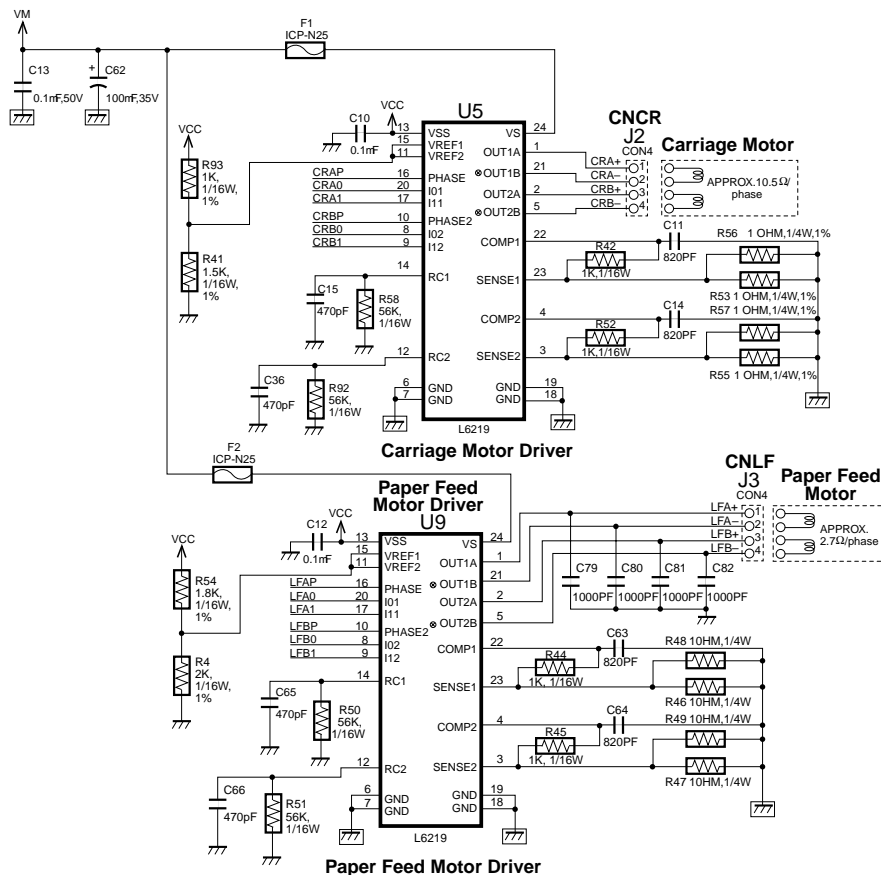 VM
F1
ICP-N25
C13
0.1mF,50V
+
C62
100mF,35V
VCC
R93
1K,
1/16W,
1%
R41
1.5K,
1/16W,
1%
C10
0.1mF
VCC
U5
13 VSS
15 VREF1
11 VREF2
CRAP 16 PHASE
CRA0 20 I01
CRA1 17 I11
CRBP 10 PHASE2
CRB0 8 I02
CRB1 9 I12
14 RC1
C15
470pF
R58
56K,
1/16W
12 RC2
C36
470pF
R92
56K,
1/16W
6 GND
7 GND
VS 24
OUT1A 1
OUT1B 21
OUT2A 2
OUT2B 5
COMP1 22
SENSE1 23
COMP2 4
SENSE2 3
GND 19
GND 18
L6219
Carriage Motor Driver
CNCR
J2
CON4
CRA+ 1
CRA– 2
CRB+ 3
CRB– 4
Carriage Motor
APPROX.10.5Ω/
phase
C11
820PF
R42
1K,1/16W
R56 1 OHM,1/4W,1%
R53 1 OHM,1/4W,1%
R57 1 OHM,1/4W,1%
C14
820PF
R52
1K,1/16W
R55 1 OHM,1/4W,1%
F2
ICP-N25
Paper Feed
Motor Driver
U9
C12
0.1mF
VCC
VCC
R54
1.8K,
1/16W,
1%
R4
2K,
1/16W,
1%
13 VSS
15 VREF1
11 VREF2
LFAP 16 PHASE
LFA0 20 I01
LFA1 17 I11
LFBP 10 PHASE2
LFB0 8 I02
LFB1 9 I12
14 RC1
C65
470pF
R50
56K,
1/16W
12 RC2
C66
470pF
R51
56K,
1/16W
6 GND
7 GND
VS 24
OUT1A 1
OUT1B 21
OUT2A 2
OUT2B 5
COMP1 22
SENSE1 23
COMP2 4
SENSE2 3
GND 19
GND 18
L6219
Paper Feed Motor Driver
CNLF
J3
CON4
LFA+ 1
LFA– 2
LFB+ 3
LFB– 4
Paper Feed
Motor
APPROX.
2.7Ω/phase
C79 C80 C81 C82
1000PF 1000PF 1000PF 1000PF
C63
820PF
R44
1K, 1/16W
R48 10HM,1/4W
R46 10HM,1/4W
R49 10HM,1/4W
C64
820PF
R45
1K, 1/16W
R47 10HM,1/4W